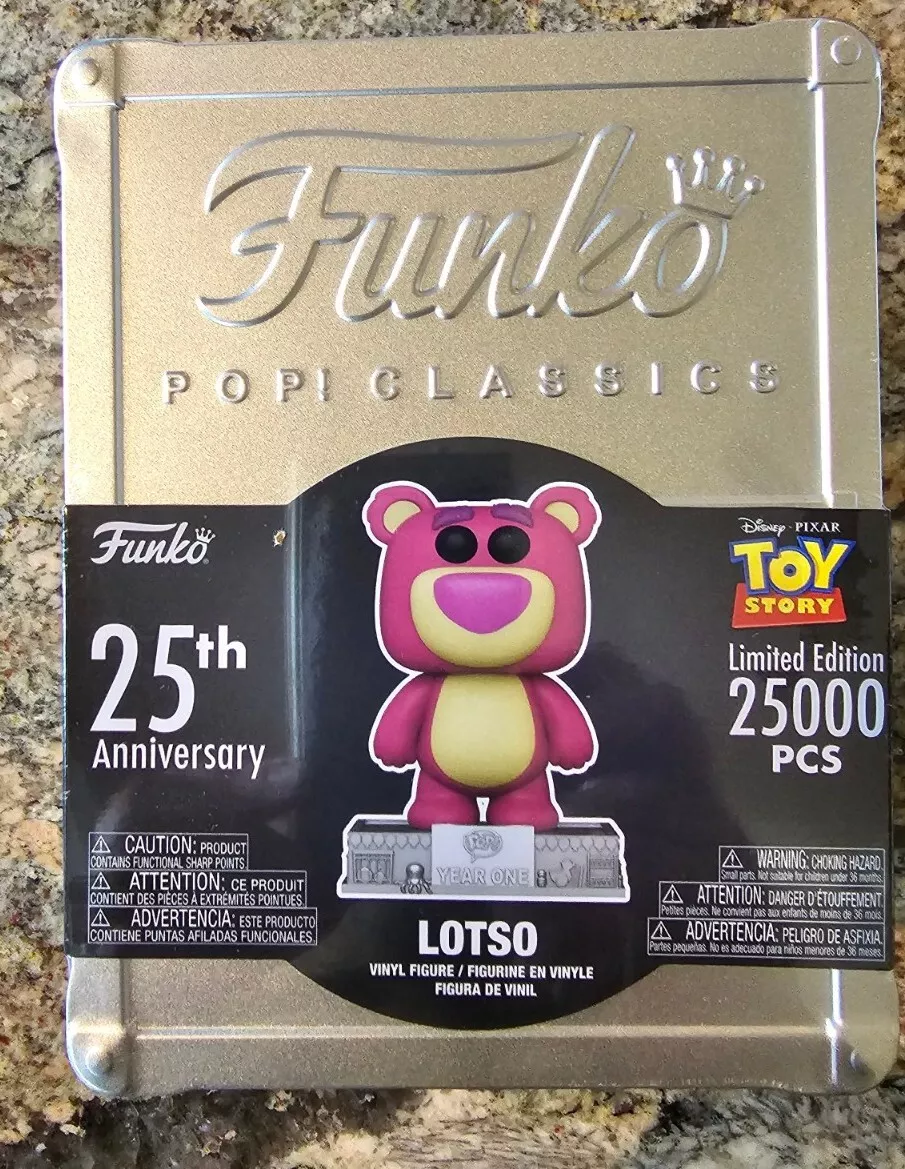 Funko
POP! CLASSICS
Funko
25th
Anniversary
DISNEY · PIXAR
TOY
STORY
Limited Edition
25000
PCS
YEAR ONE
CAUTION: PRODUCT
CONTAINS FUNCTIONAL SHARP POINTS.
ATTENTION: CE PRODUIT
CONTIENT DES PIÈCES À EXTRÉMITÉS POINTUES.
ADVERTENCIA: ESTE PRODUCTO
CONTIENE PUNTAS AFILADAS FUNCIONALES.
WARNING: CHOKING HAZARD.
Small parts. Not suitable for children under 36 months.
ATTENTION: DANGER D'ÉTOUFFEMENT.
Petites pièces. Ne convient pas aux enfants de moins de 36 mois.
ADVERTENCIA: PELIGRO DE ASFIXIA.
Partes pequeñas. No es adecuado para niños menores de 36 meses.
LOTSO
VINYL FIGURE / FIGURINE EN VINYLE
FIGURA DE VINIL